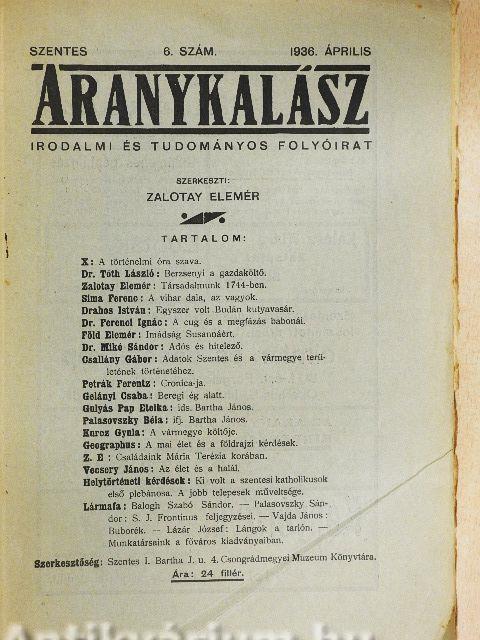 SZENTES 6. SZÁM. 1936. ÁPRILIS
ARANYKALÁSZ
IRODALMI ÉS TUDOMÁNYOS FOLYÓIRAT
SZERKESZTI:
ZALOTAY ELEMÉR
TARTALOM:
X: A történelmi óra szava.
Dr. Tóth László: Berzsenyi a gazdaköltő.
Zalotay Elemér: Társadalmunk 1744-ben.
Sima Ferenc: A vihar dala, az vagyok.
Drahos István: Egyszer volt Budán kutyavásár.
Dr. Ferenci Ignác: A cug és a megfázás babonái.
Föld Elemér: Imádság Susannáért.
Dr. Mikó Sándor: Adós és hitelező.
Csallány Gábor: Adatok Szentes és a vármegye terü-
letének történetéhez.
Petrák Ferentz: Cronica-ja.
Gelányi Csaba: Beregi ég alatt.
Gulyás Pap Etelka: ids. Bartha János.
Palasovszky Béla: ifj. Bartha János.
Kurcz Gyula: A vármegye költője.
Geographus: A mai élet és a földrajzi kérdések.
Z. E: Családaink Mária Terézia korában.
Vecsery János: Az élet és a halál.
Helytörténeti kérdések: Ki volt a szentesi katholikusok
első plebánosa. A jobb telepesek műveltsége.
Lármafa: Balogh Szabó Sándor. — Palasovszky Sán-
dor: S. J. Frontinus feljegyzései. — Vajda János:
Buborék. — Lázár József: Lángok a tarlón. —
Munkatársaink a főváros kiadványaiban.
Szerkesztőség: Szentes I. Bartha J. u. 4. Csongrádmegyei Muzeum Könyvtára.
Ára: 24 fillér.
Antikvarium.hu